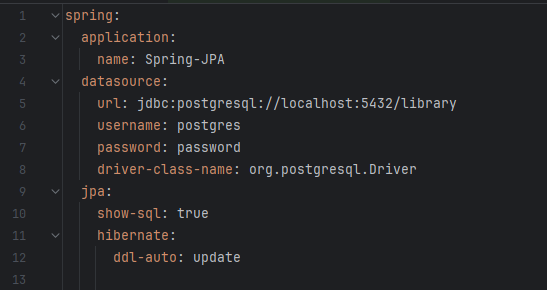 1 spring:
2   application:
3     name: Spring-JPA
4   datasource:
5     url: jdbc:postgresql://localhost:5432/library
6     username: postgres
7     password: password
8     driver-class-name: org.postgresql.Driver
9   jpa:
10     show-sql: true
11     hibernate:
12       ddl-auto: update
13